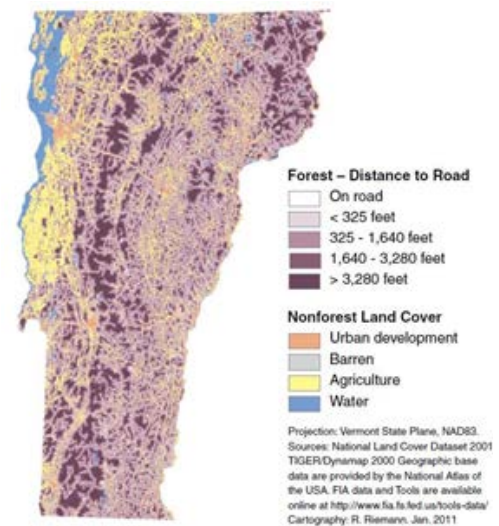 Forest – Distance to Road
On road
< 325 feet
325 - 1,640 feet
1,640 - 3,280 feet
> 3,280 feet
Nonforest Land Cover
Urban development
Barren
Agriculture
Water
Projection: Vermont State Plane, NAD83.
Sources: National Land Cover Dataset 2001
TIGER/Dynamap 2000 Geographic base
data are provided by the National Atlas of
the USA. FIA data and Tools are available
online at http://www.fia.fs.fed.us/tools-data/
Cartography: R. Riemann. Jan. 2011